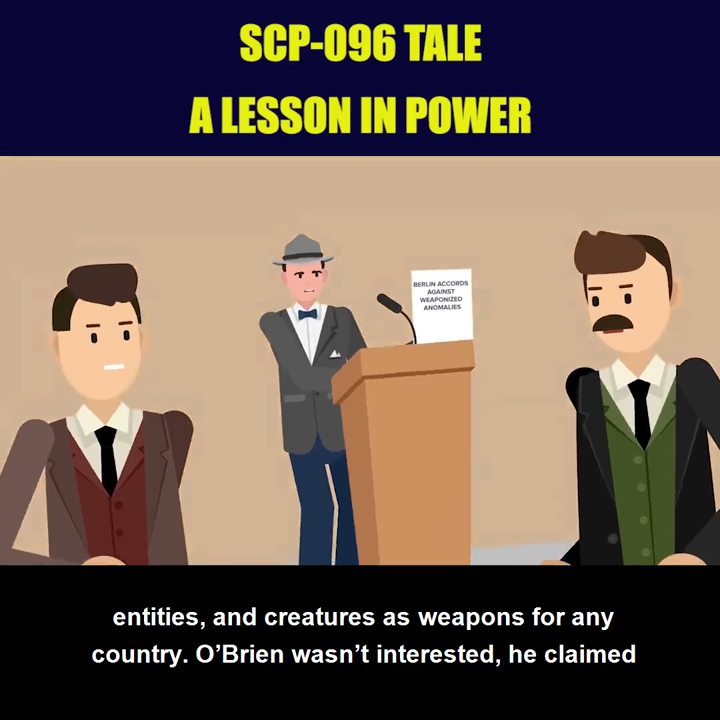 SCP-096 TALE
A LESSON IN POWER
BERLIN ACCORDS
AGAINST
WEAPONIZED
ANOMALIES
entities, and creatures as weapons for any
country. O’Brien wasn’t interested, he claimed